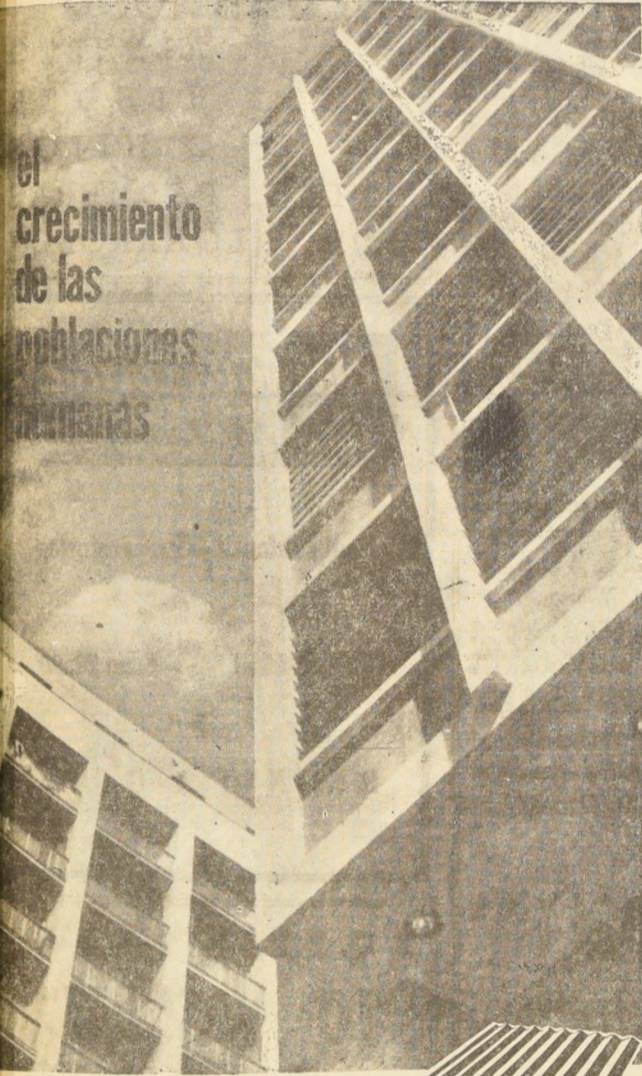 el
crecimiento
de las
poblaciones
humanas